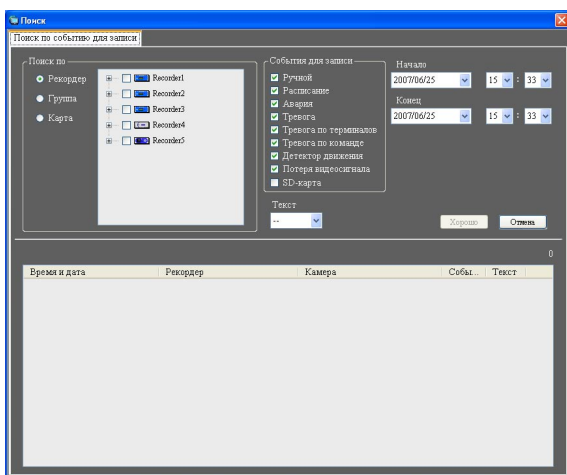 Поиск
Поиск по событию для записи
Поиск по
Рекордер
Группа
Карта
Recorder1
Recorder2
Recorder3
Recorder4
Recorder5
События для записи
Ручной
Расписание
Авария
Тревога
Тревога по терминалов
Тревога по команде
Детектор движения
Потеря видеосигнала
SD-карта
Начало
2007/06/25 15 : 33
Конец
2007/06/25 15 : 33
Текст
--
Хорошо Отмена
0
Время и дата Рекордер Камера Собы... Текст